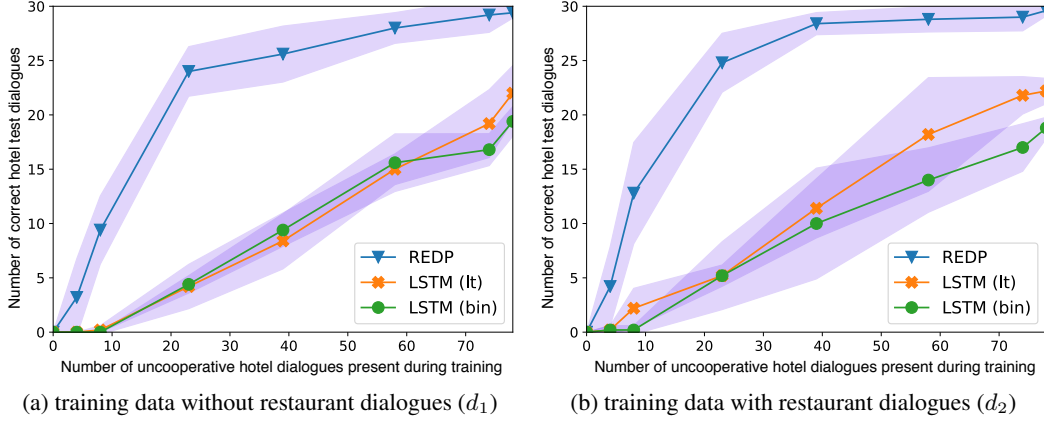 30
25
20
15
10
5
0
Number of correct hotel test dialogues
REDP
LSTM (lt)
LSTM (bin)
0 10 20 30 40 50 60 70
Number of uncooperative hotel dialogues present during training
(a) training data without restaurant dialogues (d₁)
30
25
20
15
10
5
0
Number of correct hotel test dialogues
REDP
LSTM (lt)
LSTM (bin)
0 10 20 30 40 50 60 70
Number of uncooperative hotel dialogues present during training
(b) training data with restaurant dialogues (d₂)